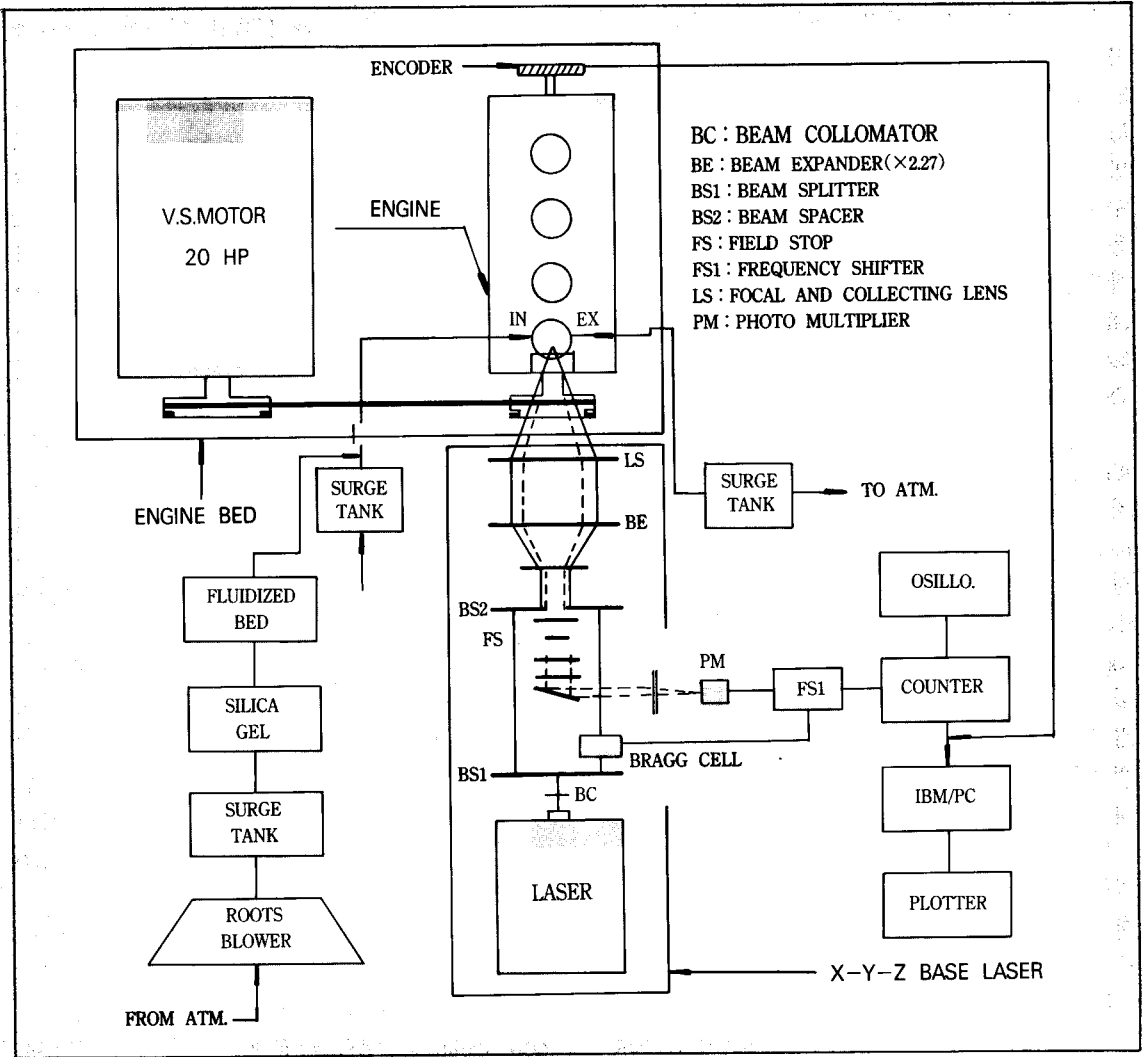 ENCODER
V.S.MOTOR
20 HP
ENGINE
IN
EX
BC : BEAM COLLOMATOR
BE : BEAM EXPANDER(×2.27)
BS1 : BEAM SPLITTER
BS2 : BEAM SPACER
FS : FIELD STOP
FS1 : FREQUENCY SHIFTER
LS : FOCAL AND COLLECTING LENS
PM : PHOTO MULTIPLIER
ENGINE BED
SURGE
TANK
LS
BE
SURGE
TANK
TO ATM.
FLUIDIZED
BED
BS2
FS
PM
FS1
OSILLO.
COUNTER
SILICA
GEL
BRAGG CELL
BS1
BC
IBM/PC
SURGE
TANK
LASER
PLOTTER
ROOTS
BLOWER
X-Y-Z BASE LASER
FROM ATM.